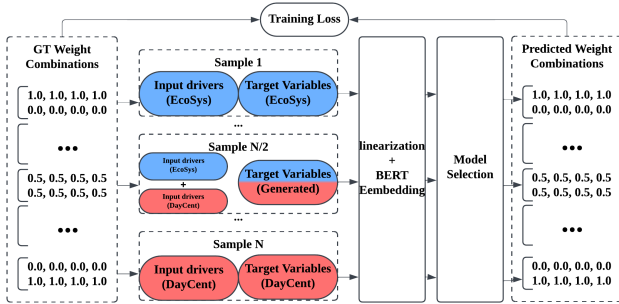 Training Loss
GT Weight
Combinations
1.0, 1.0, 1.0, 1.0
0.0, 0.0, 0.0, 0.0
•••
0.5, 0.5, 0.5, 0.5
0.5, 0.5, 0.5, 0.5
•••
0.0, 0.0, 0.0, 0.0
1.0, 1.0, 1.0, 1.0
Sample 1
Input drivers
(EcoSys)
Target Variables
(EcoSys)
...
Sample N/2
Input drivers
(EcoSys)
+
Input drivers
(DayCent)
Target Variables
(Generated)
...
Sample N
Input drivers
(DayCent)
Target Variables
(DayCent)
linearization
+
BERT
Eembedding
Model
Selection
Predicted Weight
Combinations
1.0, 1.0, 1.0, 1.0
0.0, 0.0, 0.0, 0.0
•••
0.5, 0.5, 0.5, 0.5
0.5, 0.5, 0.5, 0.5
•••
0.0, 0.0, 0.0, 0.0
1.0, 1.0, 1.0, 1.0